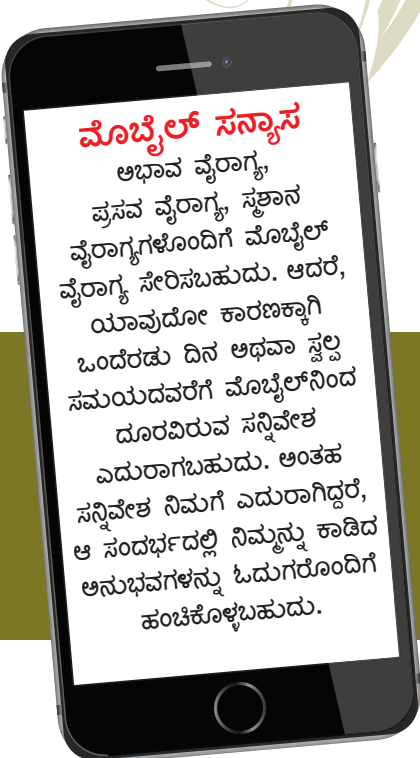 ಮೊಬೈಲ್ ಸನ್ಯಾಸ
ಅಭಾವ ವೈರಾಗ್ಯ,
ಪ್ರಸವ ವೈರಾಗ್ಯ, ಸ್ಮಶಾನ
ವೈರಾಗ್ಯಗಳೊಂದಿಗೆ ಮೊಬೈಲ್
ವೈರಾಗ್ಯ ಸೇರಿಸಬಹುದು. ಆದರೆ,
ಯಾವುದೋ ಕಾರಣಕ್ಕಾಗಿ
ಒಂದೆರಡು ದಿನ ಅಥವಾ ಸ್ವಲ್ಪ
ಸಮಯದವರೆಗೆ ಮೊಬೈಲ್‌ನಿಂದ
ದೂರವಿರುವ ಸನ್ನಿವೇಶ
ಎದುರಾಗಬಹುದು. ಅಂತಹ
ಸನ್ನಿವೇಶ ನಿಮಗೆ ಎದುರಾಗಿದ್ದರೆ,
ಆ ಸಂದರ್ಭದಲ್ಲಿ ನಿಮ್ಮನ್ನು ಕಾಡಿದ
ಅನುಭವಗಳನ್ನು ಓದುಗರೊಂದಿಗೆ
ಹಂಚಿಕೊಳ್ಳಬಹುದು.